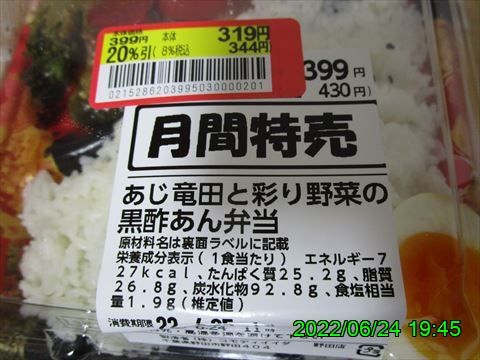 本体価格 本体 319円
399円
20%引 (8%税込 344円)
0215286203995030000201
399円
430円)
月間特売
あじ竜田と彩り野菜の
黒酢あん弁当
原材料名は裏面ラベルに記載
栄養成分表示(1食当たり) エネルギー7
27kcal、たんぱく質25.2g、脂質
26.8g、炭水化物92.8g、食塩相当
量1.9g(推定値)
消費期限
2022/06/24 19:45